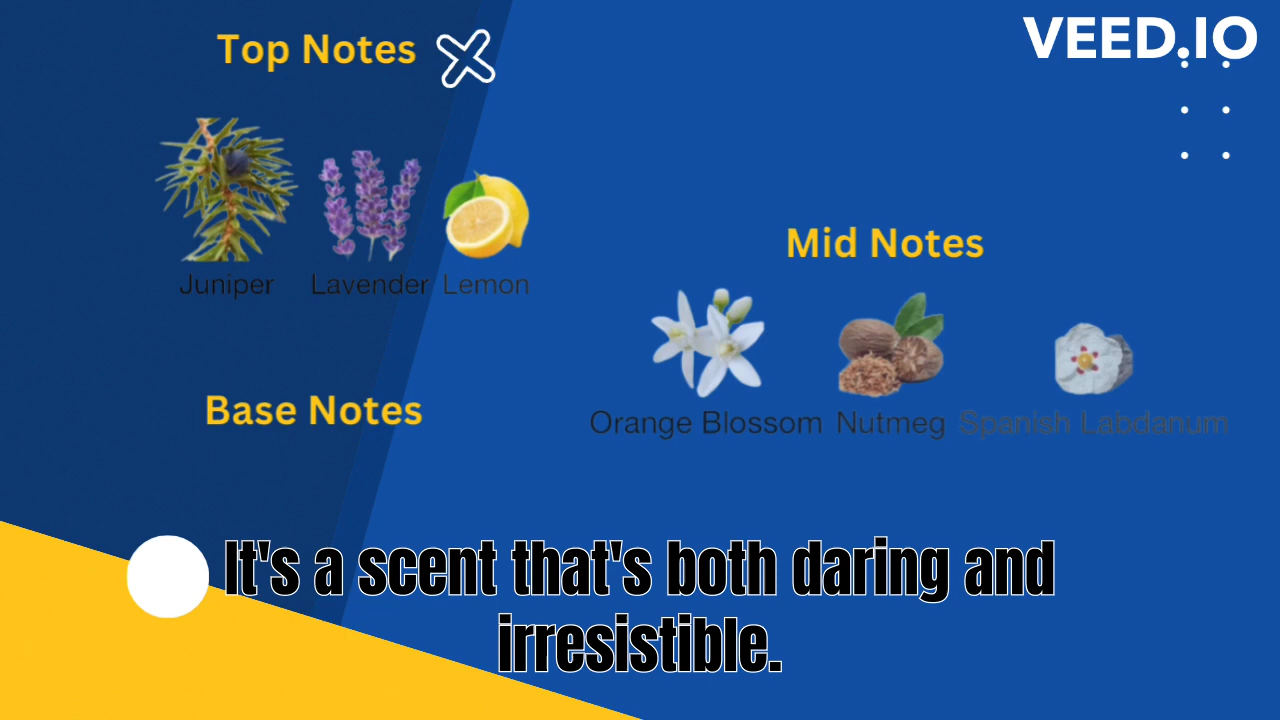 VEED.IO
Top Notes
Juniper Lavender Lemon
Mid Notes
Orange Blossom Nutmeg Spanish Labdanum
Base Notes
It's a scent that's both daring and
irresistible.